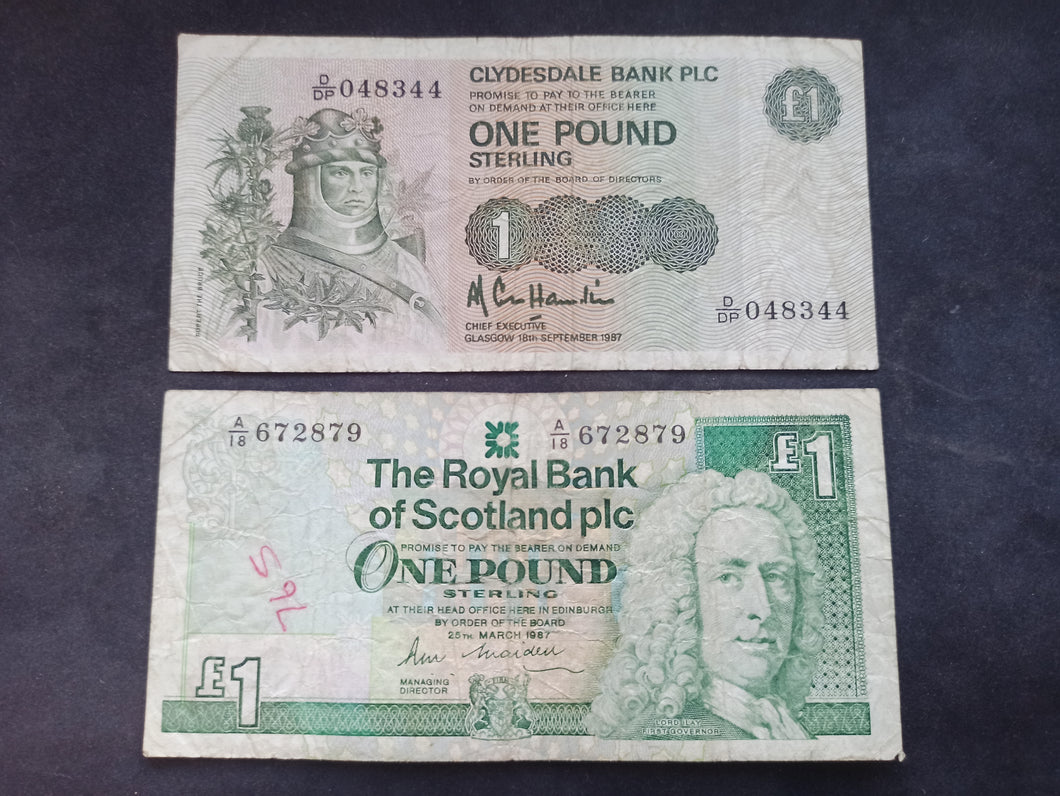 D/DP 048344
CLYDESDALE BANK PLC
PROMISE TO PAY TO THE BEARER
ON DEMAND AT THEIR OFFICE HERE
ONE POUND
STERLING
BY ORDER OF THE BOARD OF DIRECTORS
£1
1
CHIEF EXECUTIVE
GLASGOW 18TH SEPTEMBER 1987
D/DP 048344
ROBERT THE BRUCE
A/18 672879
A/18 672879
£1
The Royal Bank
of Scotland plc
PROMISE TO PAY THE BEARER ON DEMAND
ONE POUND
STERLING
AT THEIR HEAD OFFICE HERE IN EDINBURGH
BY ORDER OF THE BOARD
25TH MARCH 1987
MANAGING
DIRECTOR
£1
LORD ILAY
FIRST GOVERNOR